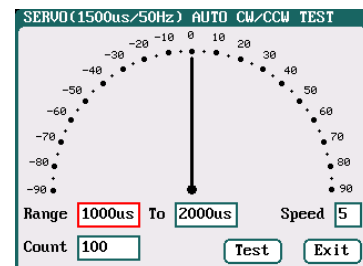 SERVO(1500us/50Hz) AUTO CW/CCW TEST
-10 0 10
-20 20
-30 30
-40 40
-50 50
-60 60
-70 70
-80 80
-90 90
Range 1000us To 2000us Speed 5
Count 100 Test Exit